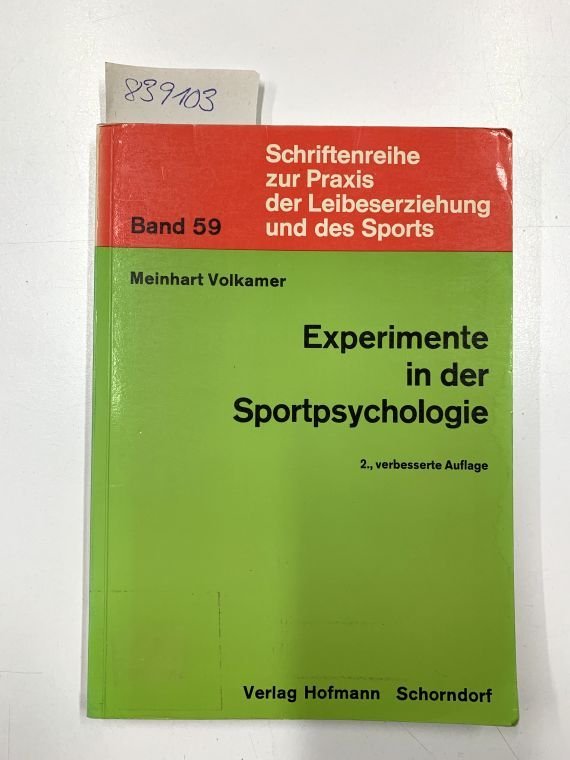 839103
Schriftenreihe
zur Praxis
der Leibeserziehung
Band 59 und des Sports
Meinhart Volkamer
Experimente
in der
Sportpsychologie
2., verbesserte Auflage
Verlag Hofmann Schorndorf